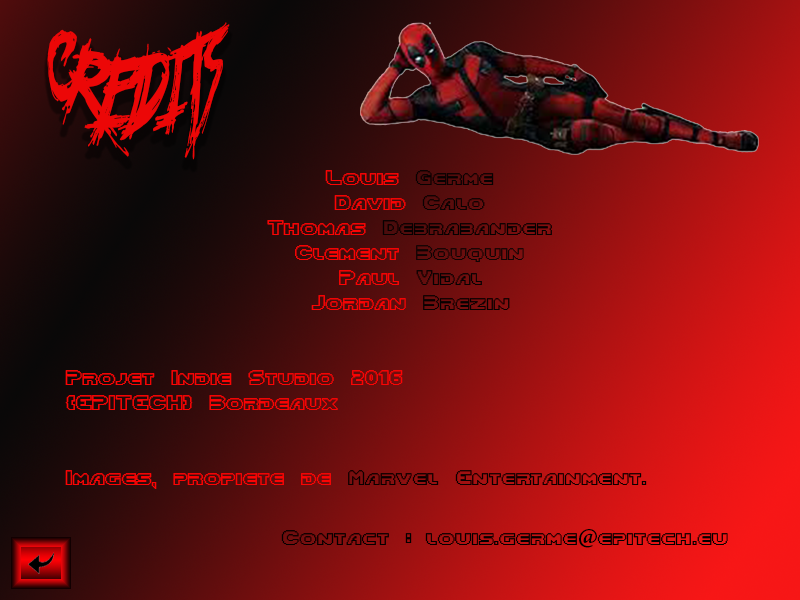 CREDITS
Louis Germe
David Calo
Thomas Debrabander
Clement Bouquin
Paul Vidal
Jordan Brezin
Projet Indie Studio 2016
{EPITECH} Bordeaux
Images, propiete de Marvel Entertainment.
Contact : louis.germe@epitech.eu